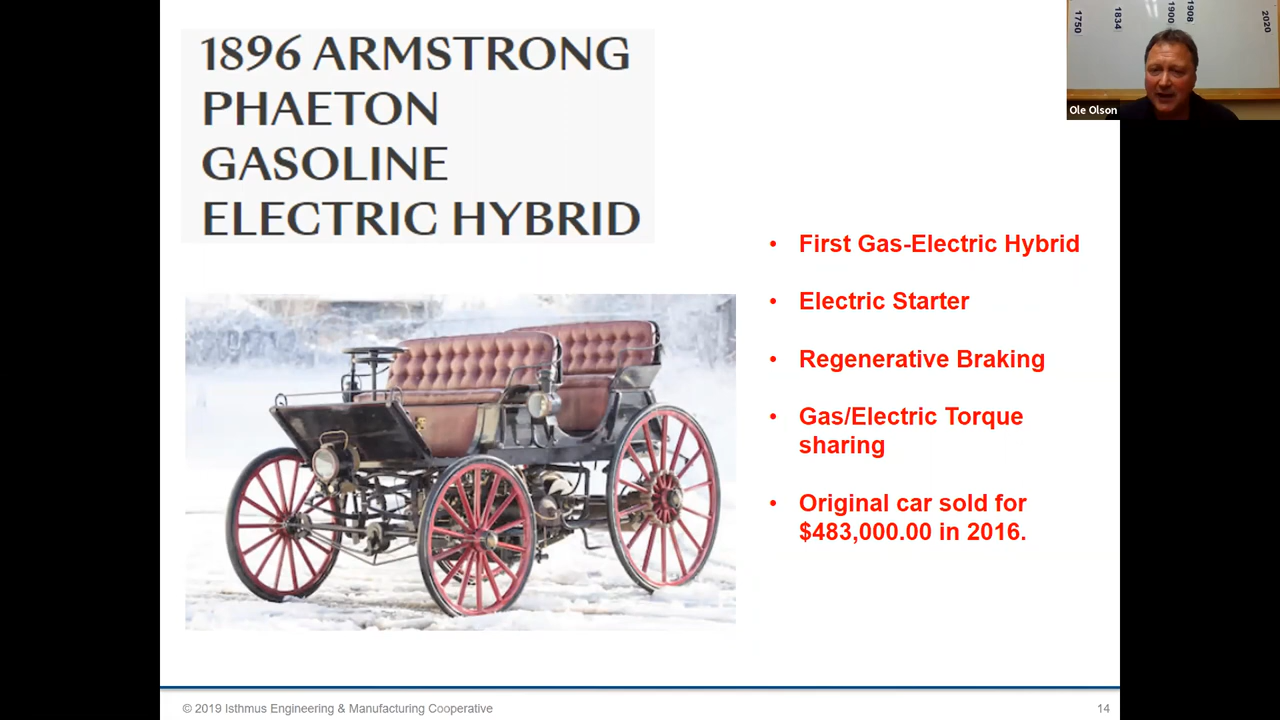 1896 ARMSTRONG
PHAETON
GASOLINE
ELECTRIC HYBRID
1750
1834
1900
1908
2020
Ole Olson
• First Gas-Electric Hybrid
• Electric Starter
• Regenerative Braking
• Gas/Electric Torque
sharing
• Original car sold for
$483,000.00 in 2016.
© 2019 Isthmus Engineering & Manufacturing Cooperative
14